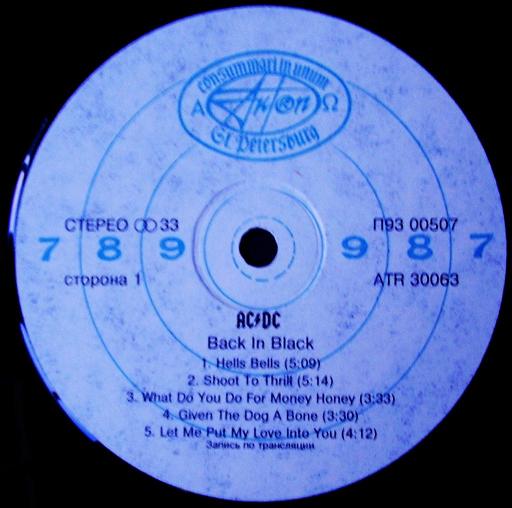 consummatum unum
A Axon Ω
St Petersburg
СТЕРЕО ꝏ 33 П93 00507
7 8 9 9 8 7
сторона 1 ATR 30063
AC⚡DC
Back In Black
1. Hells Bells (5:09)
2. Shoot To Thrill (5:14)
3. What Do You Do For Money Honey (3:33)
4. Given The Dog A Bone (3:30)
5. Let Me Put My Love Into You (4:12)
Запись по трансляции